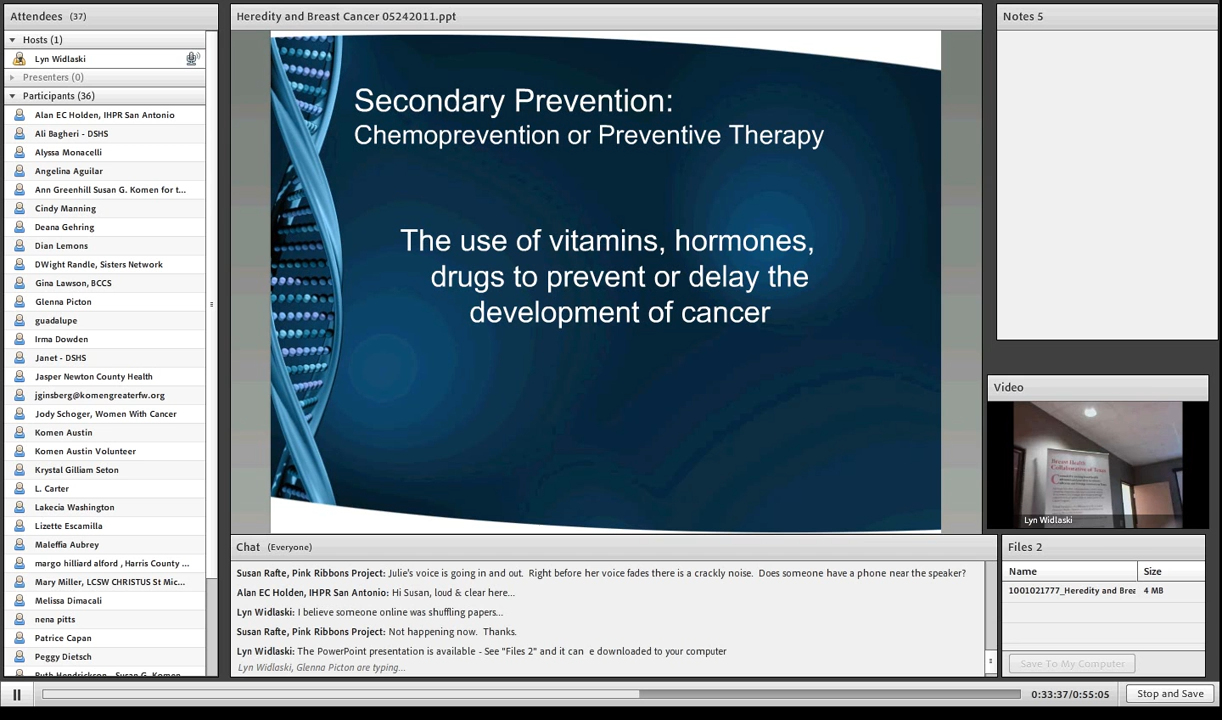 Attendees (37)
Hosts (1)
Lyn Widlaski
Presenters (0)
Participants (36)
Alan EC Holden, IHPR San Antonio
Ali Bagheri - DSHS
Alyssa Monacelli
Angelina Aguilar
Ann Greenhill Susan G. Komen for t...
Cindy Manning
Deana Gehring
Dian Lemons
DWight Randle, Sisters Network
Gina Lawson, BCCS
Glenna Picton
guadalupe
Irma Dowden
Janet - DSHS
Jasper Newton County Health
jginsberg@komengreaterfw.org
Jody Schoger, Women With Cancer
Komen Austin
Komen Austin Volunteer
Krystal Gilliam Seton
L. Carter
Lakecia Washington
Lizette Escamilla
Maleffia Aubrey
margo hilliard alford , Harris County ...
Mary Miller, LCSW CHRISTUS St Mic...
Melissa Dimacali
nena pitts
Patrice Capan
Peggy Dietsch
Ruth Hendrickson - Susan G. Komen
Heredity and Breast Cancer 05242011.ppt
Secondary Prevention:
Chemoprevention or Preventive Therapy
The use of vitamins, hormones,
drugs to prevent or delay the
development of cancer
Chat (Everyone)
Susan Rafte, Pink Ribbons Project: Julie's voice is going in and out. Right before her voice fades there is a crackly noise. Does someone have a phone near the speaker?
Alan EC Holden, IHPR San Antonio: Hi Susan, loud & clear here...
Lyn Widlaski: I believe someone online was shuffling papers...
Susan Rafte, Pink Ribbons Project: Not happening now. Thanks.
Lyn Widlaski: The PowerPoint presentation is available - See "Files 2" and it can e downloaded to your computer
Lyn Widlaski, Glenna Picton are typing...
Notes 5
Video
Breast Health
Collaborative of Texas
Lyn Widlaski
Files 2
Name Size
1001021777_Heredity and Brea 4 MB
Save To My Computer
0:33:37/0:55:05
Stop and Save